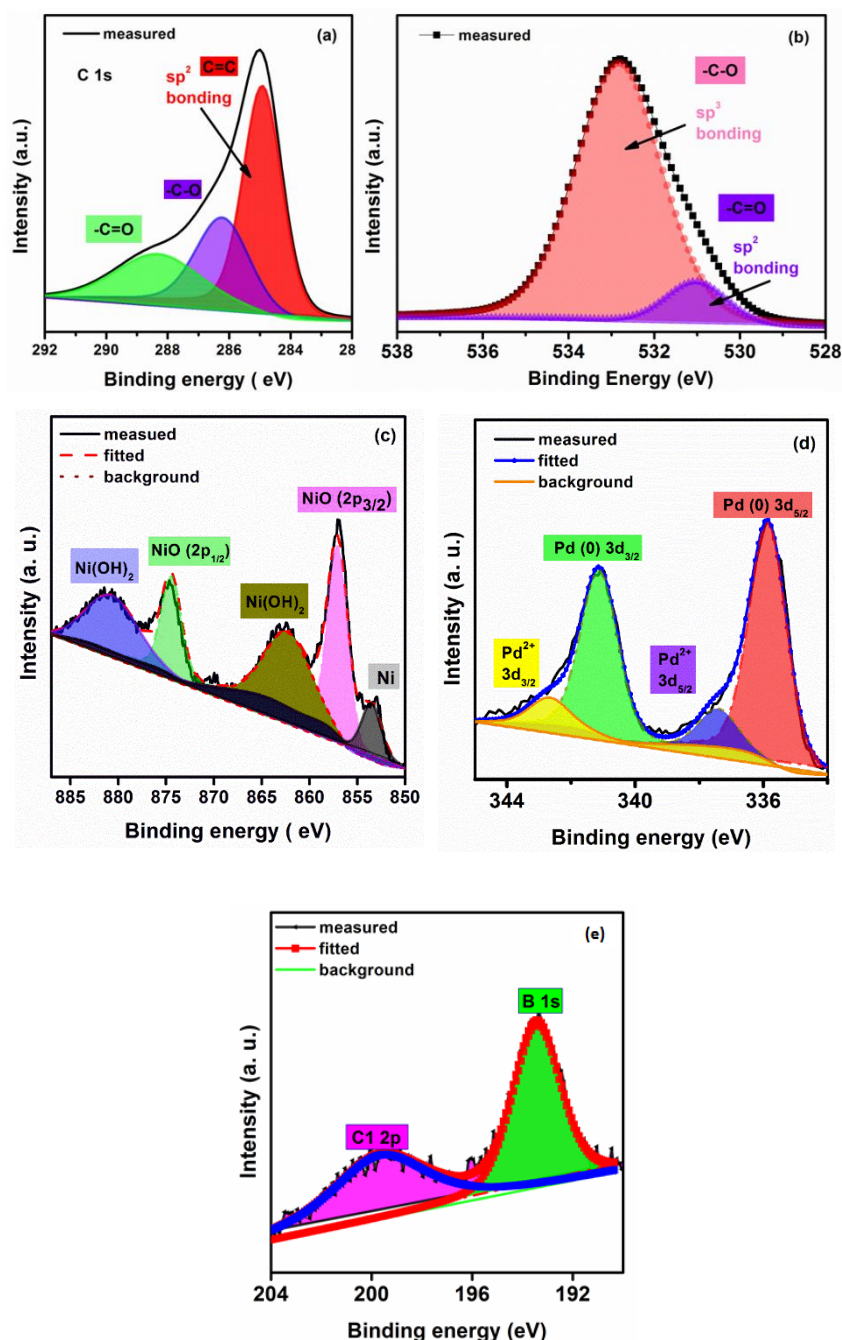 measured
(a)
C 1s
C=C
sp2
bonding
-C-O
-C=O
Intensity (a.u.)
292 290 288 286 284 28
Binding energy ( eV)
measured
(b)
-C-O
sp3
bonding
-C=O
sp2
bonding
Intensity (a.u.)
538 536 534 532 530 528
Binding Energy (eV)
measued
fitted
background
(c)
NiO (2p3/2)
NiO (2p1/2)
Ni(OH)2
Ni(OH)2
Ni
Intensity (a. u.)
885 880 875 870 865 860 855 850
Binding energy ( eV)
measured
fitted
background
(d)
Pd (0) 3d5/2
Pd (0) 3d3/2
Pd2+
3d3/2
Pd2+
3d5/2
Intensity (a. u.)
344 340 336
Binding energy (eV)
measured
fitted
background
(e)
B 1s
C1 2p
Intensity (a. u.)
204 200 196 192
Binding energy (eV)